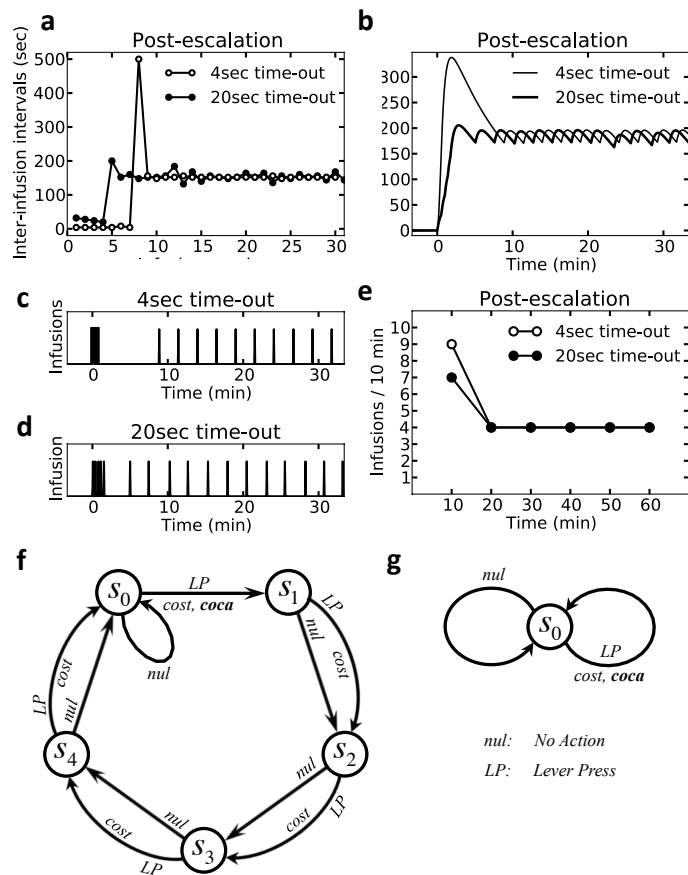 a
Post-escalation
Inter-infusion intervals (sec)
500
400
300
200
100
0
4sec time-out
20sec time-out
0 5 10 15 20 25 30
b
Post-escalation
300
250
200
150
100
50
0
4sec time-out
20sec time-out
0 10 20 30
Time (min)
c
4sec time-out
Infusions
0 10 20 30
Time (min)
d
20sec time-out
Infusion
0 10 20 30
Time (min)
e
Post-escalation
Infusions / 10 min
10
9
8
7
6
5
4
3
2
1
4sec time-out
20sec time-out
10 20 30 40 50 60
Time (min)
f
S0
LP
cost, coca
S1
nul
LP
cost
nul
S2
nul
LP
cost
S3
nul
LP
cost
S4
nul
LP
cost
g
nul
S0
LP
cost, coca
nul: No Action
LP: Lever Press